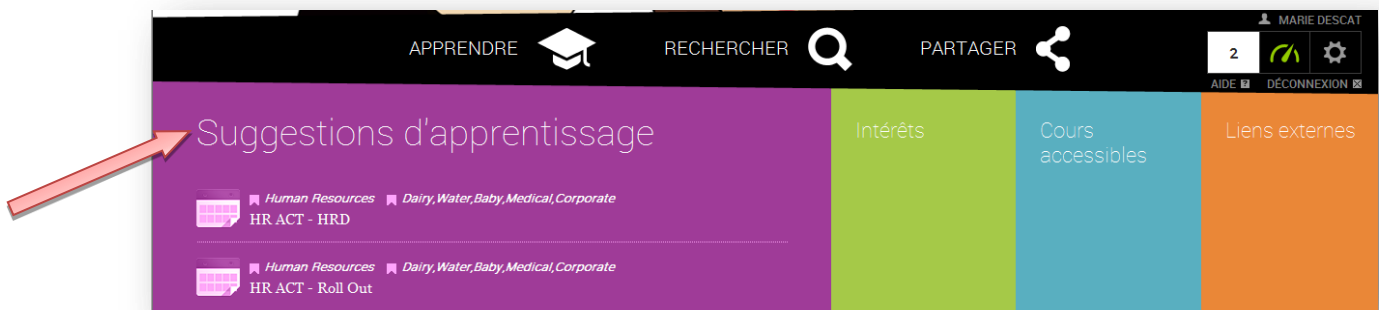 MARIE DESCAT
APPRENDRE
RECHERCHER
PARTAGER
2
AIDE ?
DÉCONNEXION
Suggestions d'apprentissage
Human Resources Dairy,Water,Baby,Medical,Corporate
HR ACT - HRD
Human Resources Dairy,Water,Baby,Medical,Corporate
HR ACT - Roll Out
Intérêts
Cours
accessibles
Liens externes